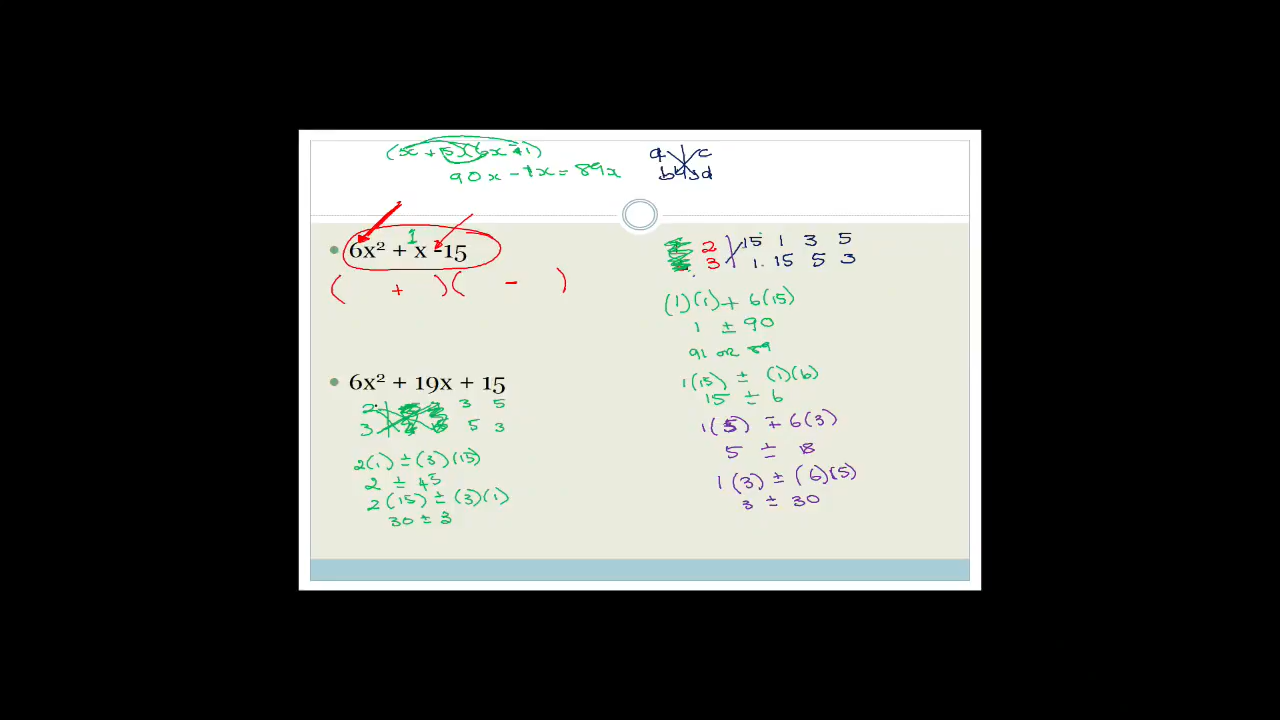 (x + 15)(6x - 1)
90x - 1x = 89x
a c
b d
• 6x² + x -15
1
( + )( - )
2 15 1 3 5
3 1 15 5 3
(1)(1) + 6(15)
1 ± 90
91 or 89
1(15) ± (1)(6)
15 ± 6
1(5) ∓ 6(3)
5 ± 18
1(3) ± (6)(5)
3 ± 30
• 6x² + 19x + 15
2 3 5
3 5 3
2(1) ± (3)(15)
2 ± 45
2(15) ± (3)(1)
30 ± 3